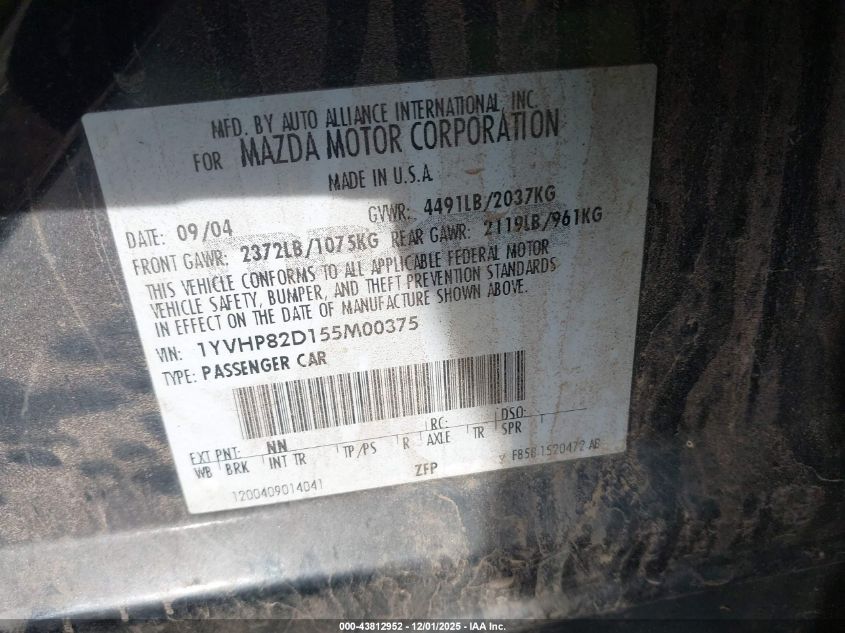 MFD. BY AUTO ALLIANCE INTERNATIONAL, INC.
FOR MAZDA MOTOR CORPORATION
MADE IN U.S.A.
DATE: 09/04 GVWR: 4491LB/2037KG
FRONT GAWR: 2372LB/1075KG REAR GAWR: 2119LB/961KG
THIS VEHICLE CONFORMS TO ALL APPLICABLE FEDERAL MOTOR
VEHICLE SAFETY, BUMPER, AND THEFT PREVENTION STANDARDS
IN EFFECT ON THE DATE OF MANUFACTURE SHOWN ABOVE.
VIN: 1YVHP82D155M00375
TYPE: PASSENGER CAR
EXT PNT: NN RC: DSO:
WB BRK INT TR TP/PS R AXLE TR SPR
ZFP F85B 1520472 AB
1200409014041
000-43812952 - 12/01/2025 - IAA Inc.